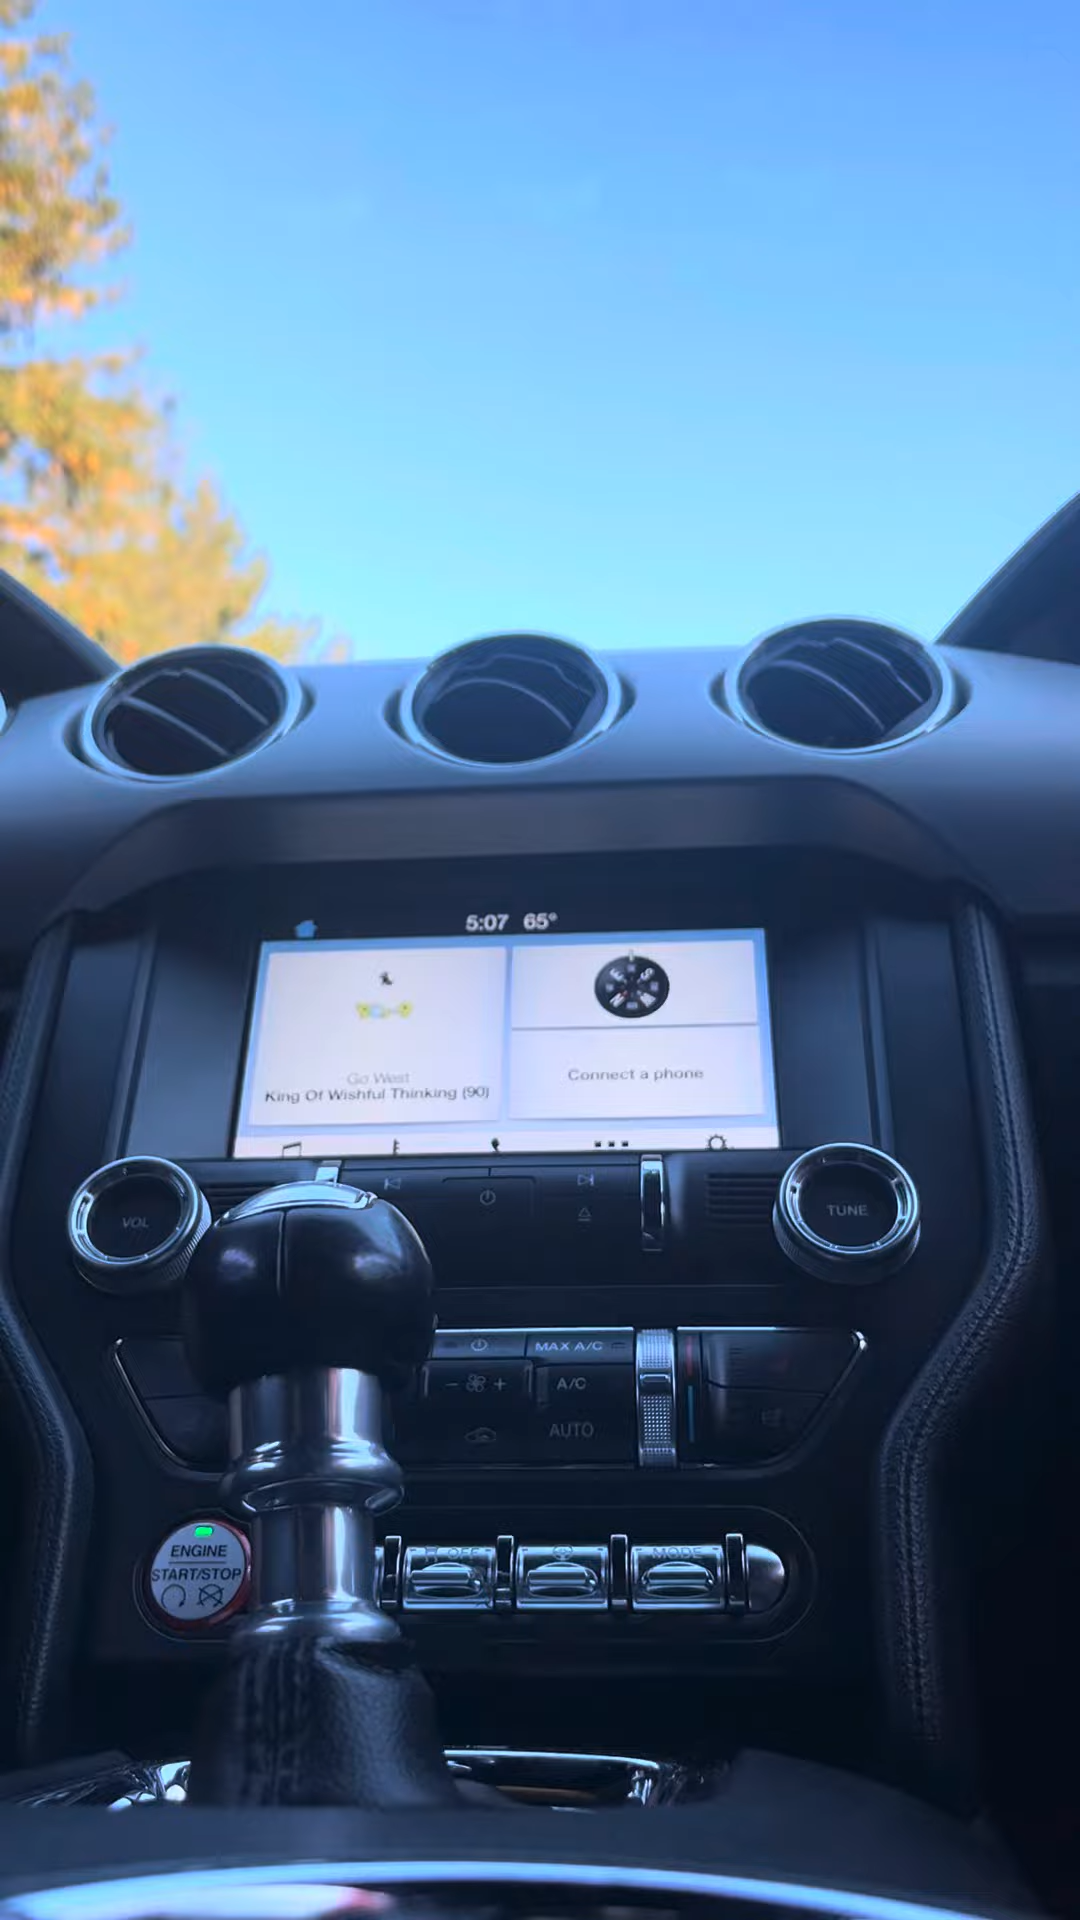 5:07 65°
Go West
King Of Wishful Thinking (90)
Connect a phone
VOL
TUNE
MAX A/C
- +
A/C
AUTO
ENGINE
START/STOP
OFF
MODE